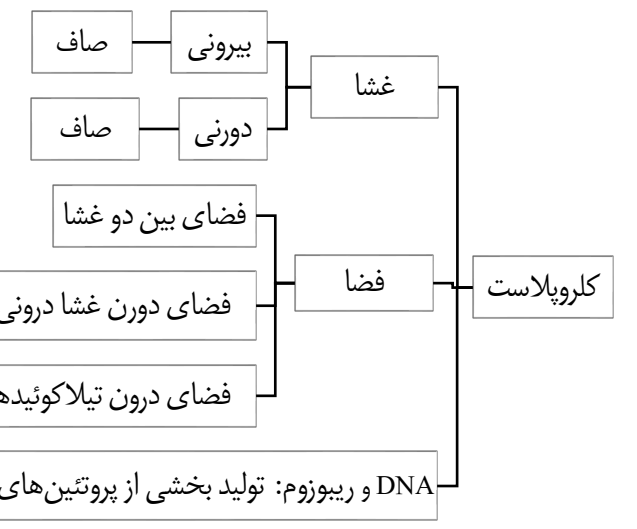 کلروپلاست
غشا
بیرونی
صاف
دورنی
صاف
فضا
فضای بین دو غشا
فضای دورن غشا درونی
فضای درون تیلاکوئیدها
DNA و ریبوزوم: تولید بخشی از پروتئین‌های